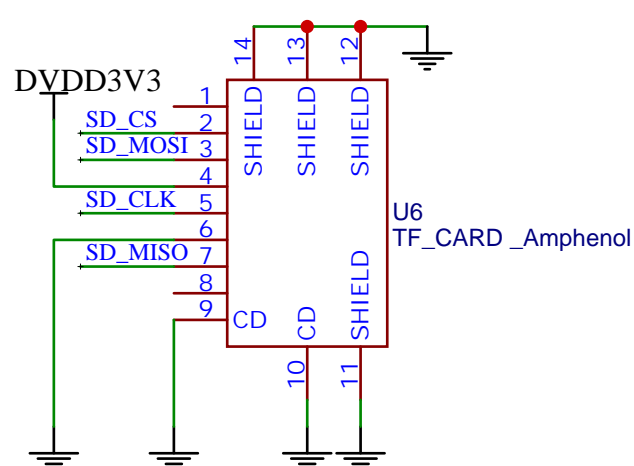 14
13
12
SHIELD
SHIELD
SHIELD
DVDD3V3
1
SD_CS
2
SD_MOSI
3
4
SD_CLK
5
6
SD_MISO
7
8
9
CD
CD
SHIELD
U6
TF_CARD _Amphenol
10
11